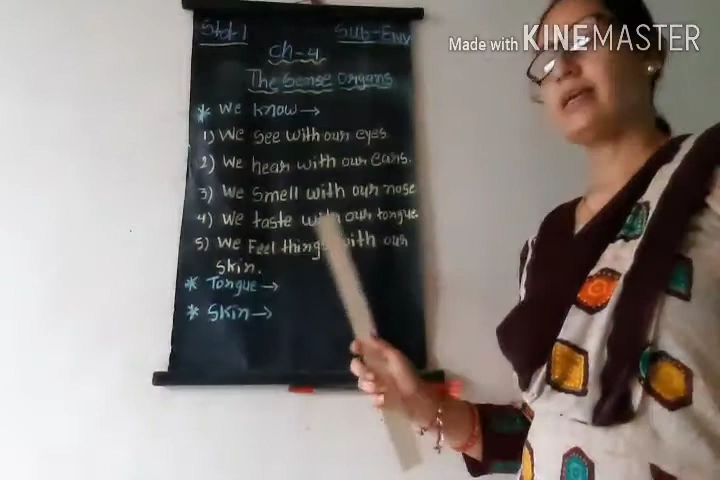 Made with KINEMASTER
Std-1 Sub-Env
Ch-4
The Sense Organs
* We know→
1) We see with our eyes.
2) We hear with our ears.
3) We smell with our nose
4) We taste with our tongue
5) We Feel things with our
skin.
* Tongue→
* Skin→